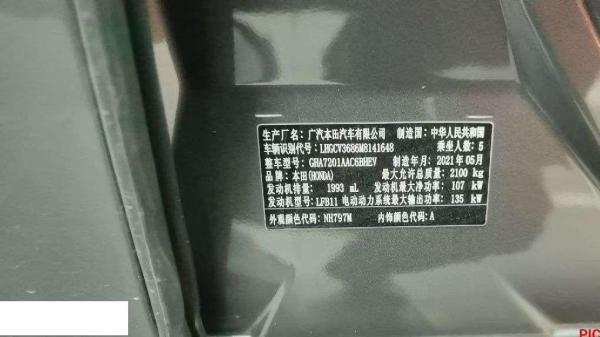 生产厂名：广汽本田汽车有限公司 制造国：中华人民共和国
车辆识别代号：LHGCV3686M8141648 乘坐人数：5
整车型号：GHA7201AAC6BHEV 制造年月：2021年05月
品牌：本田(HONDA) 最大允许总质量：2100 kg
发动机排量：1993 mL 发动机最大净功率：107 kW
发动机型号：LFB11 电动动力系统最大输出功率：135 kW
外观颜色代码：NH797M 内饰颜色代码：A
PIC